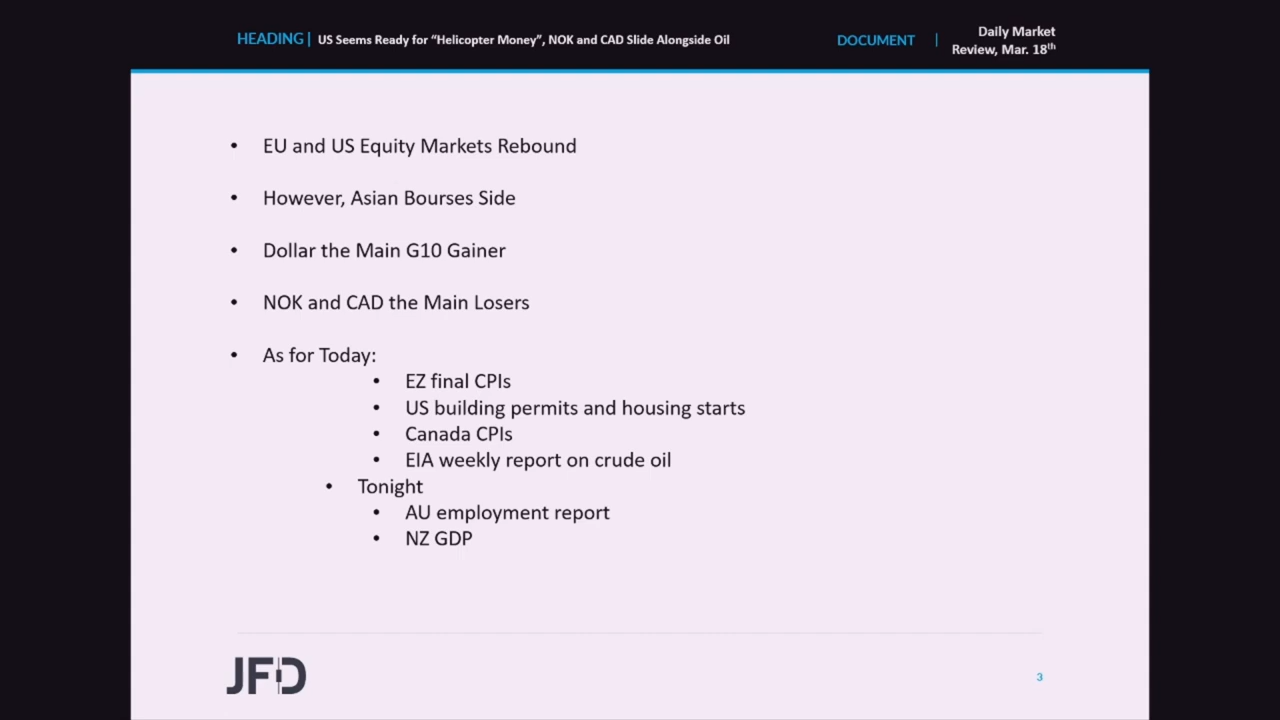 HEADING | US Seems Ready for “Helicopter Money”, NOK and CAD Slide Alongside Oil
DOCUMENT | Daily Market
Review, Mar. 18th
• EU and US Equity Markets Rebound
• However, Asian Bourses Side
• Dollar the Main G10 Gainer
• NOK and CAD the Main Losers
• As for Today:
• EZ final CPIs
• US building permits and housing starts
• Canada CPIs
• EIA weekly report on crude oil
• Tonight
• AU employment report
• NZ GDP
JFD
3